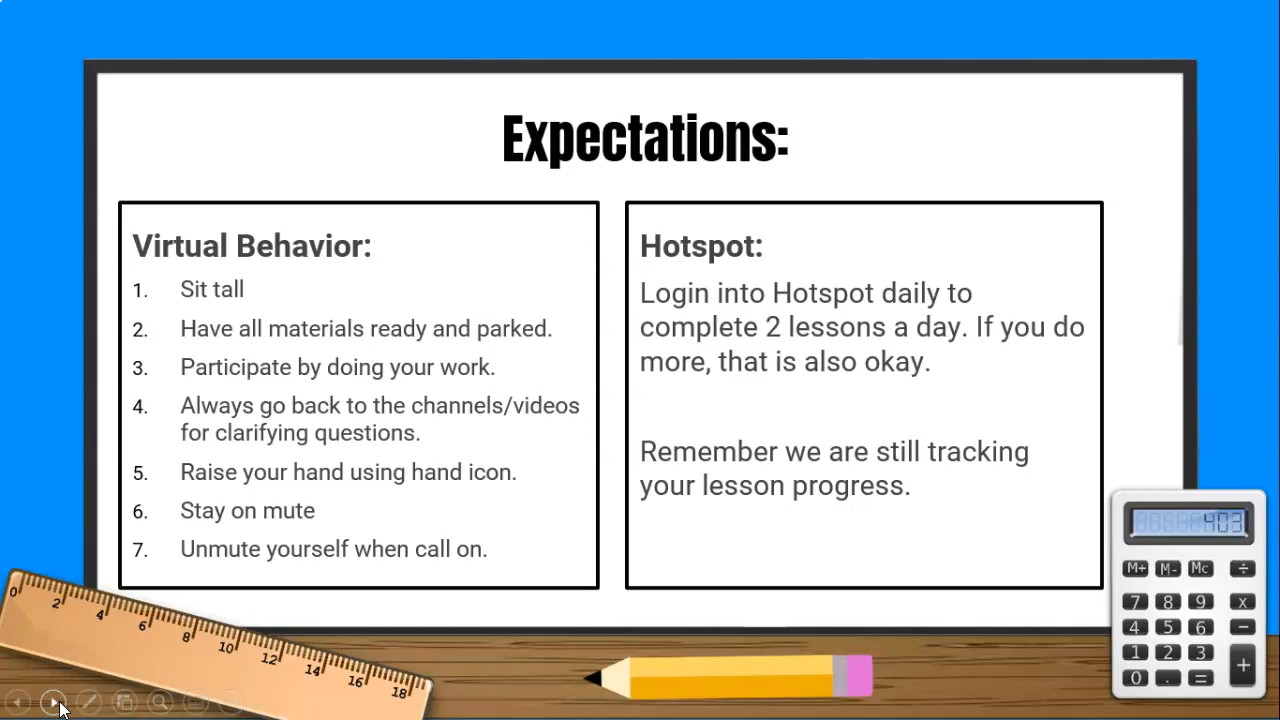 Expectations:
Virtual Behavior:
1. Sit tall
2. Have all materials ready and parked.
3. Participate by doing your work.
4. Always go back to the channels/videos
for clarifying questions.
5. Raise your hand using hand icon.
6. Stay on mute
7. Unmute yourself when call on.
Hotspot:
Login into Hotspot daily to
complete 2 lessons a day. If you do
more, that is also okay.
Remember we are still tracking
your lesson progress.
403
M+ M- Mc ÷
7 8 9 x
4 5 6 −
1 2 3 +
0 . =
0 2 4 6 8 10 12 14 16 18